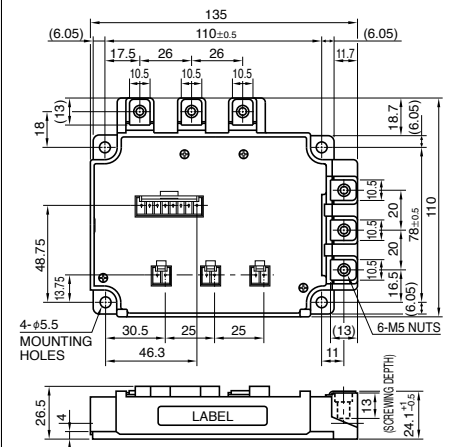 135
(6.05) 110±0.5 (6.05)
17.5 26 26 11.7
10.5 10.5 10.5
(13)
18
18.7
(6.05)
10.5
20
10.5
20
10.5
16.5
78±0.5
110
(6.05)
48.75
13.75
4-φ5.5
MOUNTING
HOLES
30.5 25 25
(13)
6-M5 NUTS
46.3 11
26.5
4
LABEL
13
(SCREWING DEPTH)
24.1 +1 −0.5